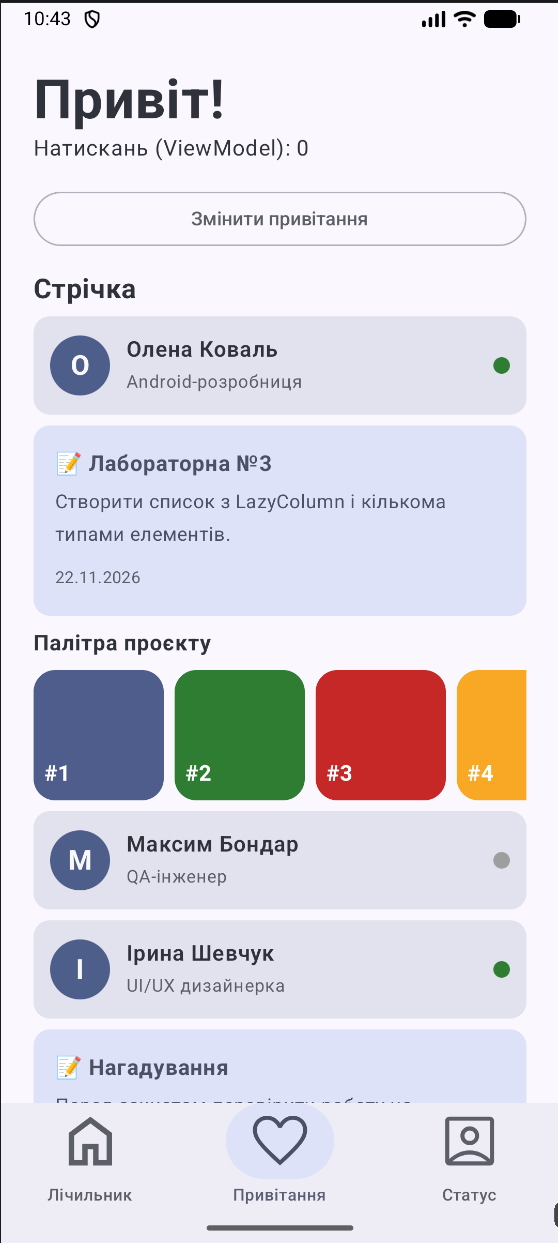 10:43
Привіт!
Натискань (ViewModel): 0
Змінити привітання
Стрічка
О
Олена Коваль
Android-розробниця
📝 Лабораторна №3
Створити список з LazyColumn і кількома
типами елементів.
22.11.2026
Палітра проєкту
#1 #2 #3 #4
М
Максим Бондар
QA-інженер
І
Ірина Шевчук
UI/UX дизайнерка
📝 Нагадування
Лічильник Привітання Статус